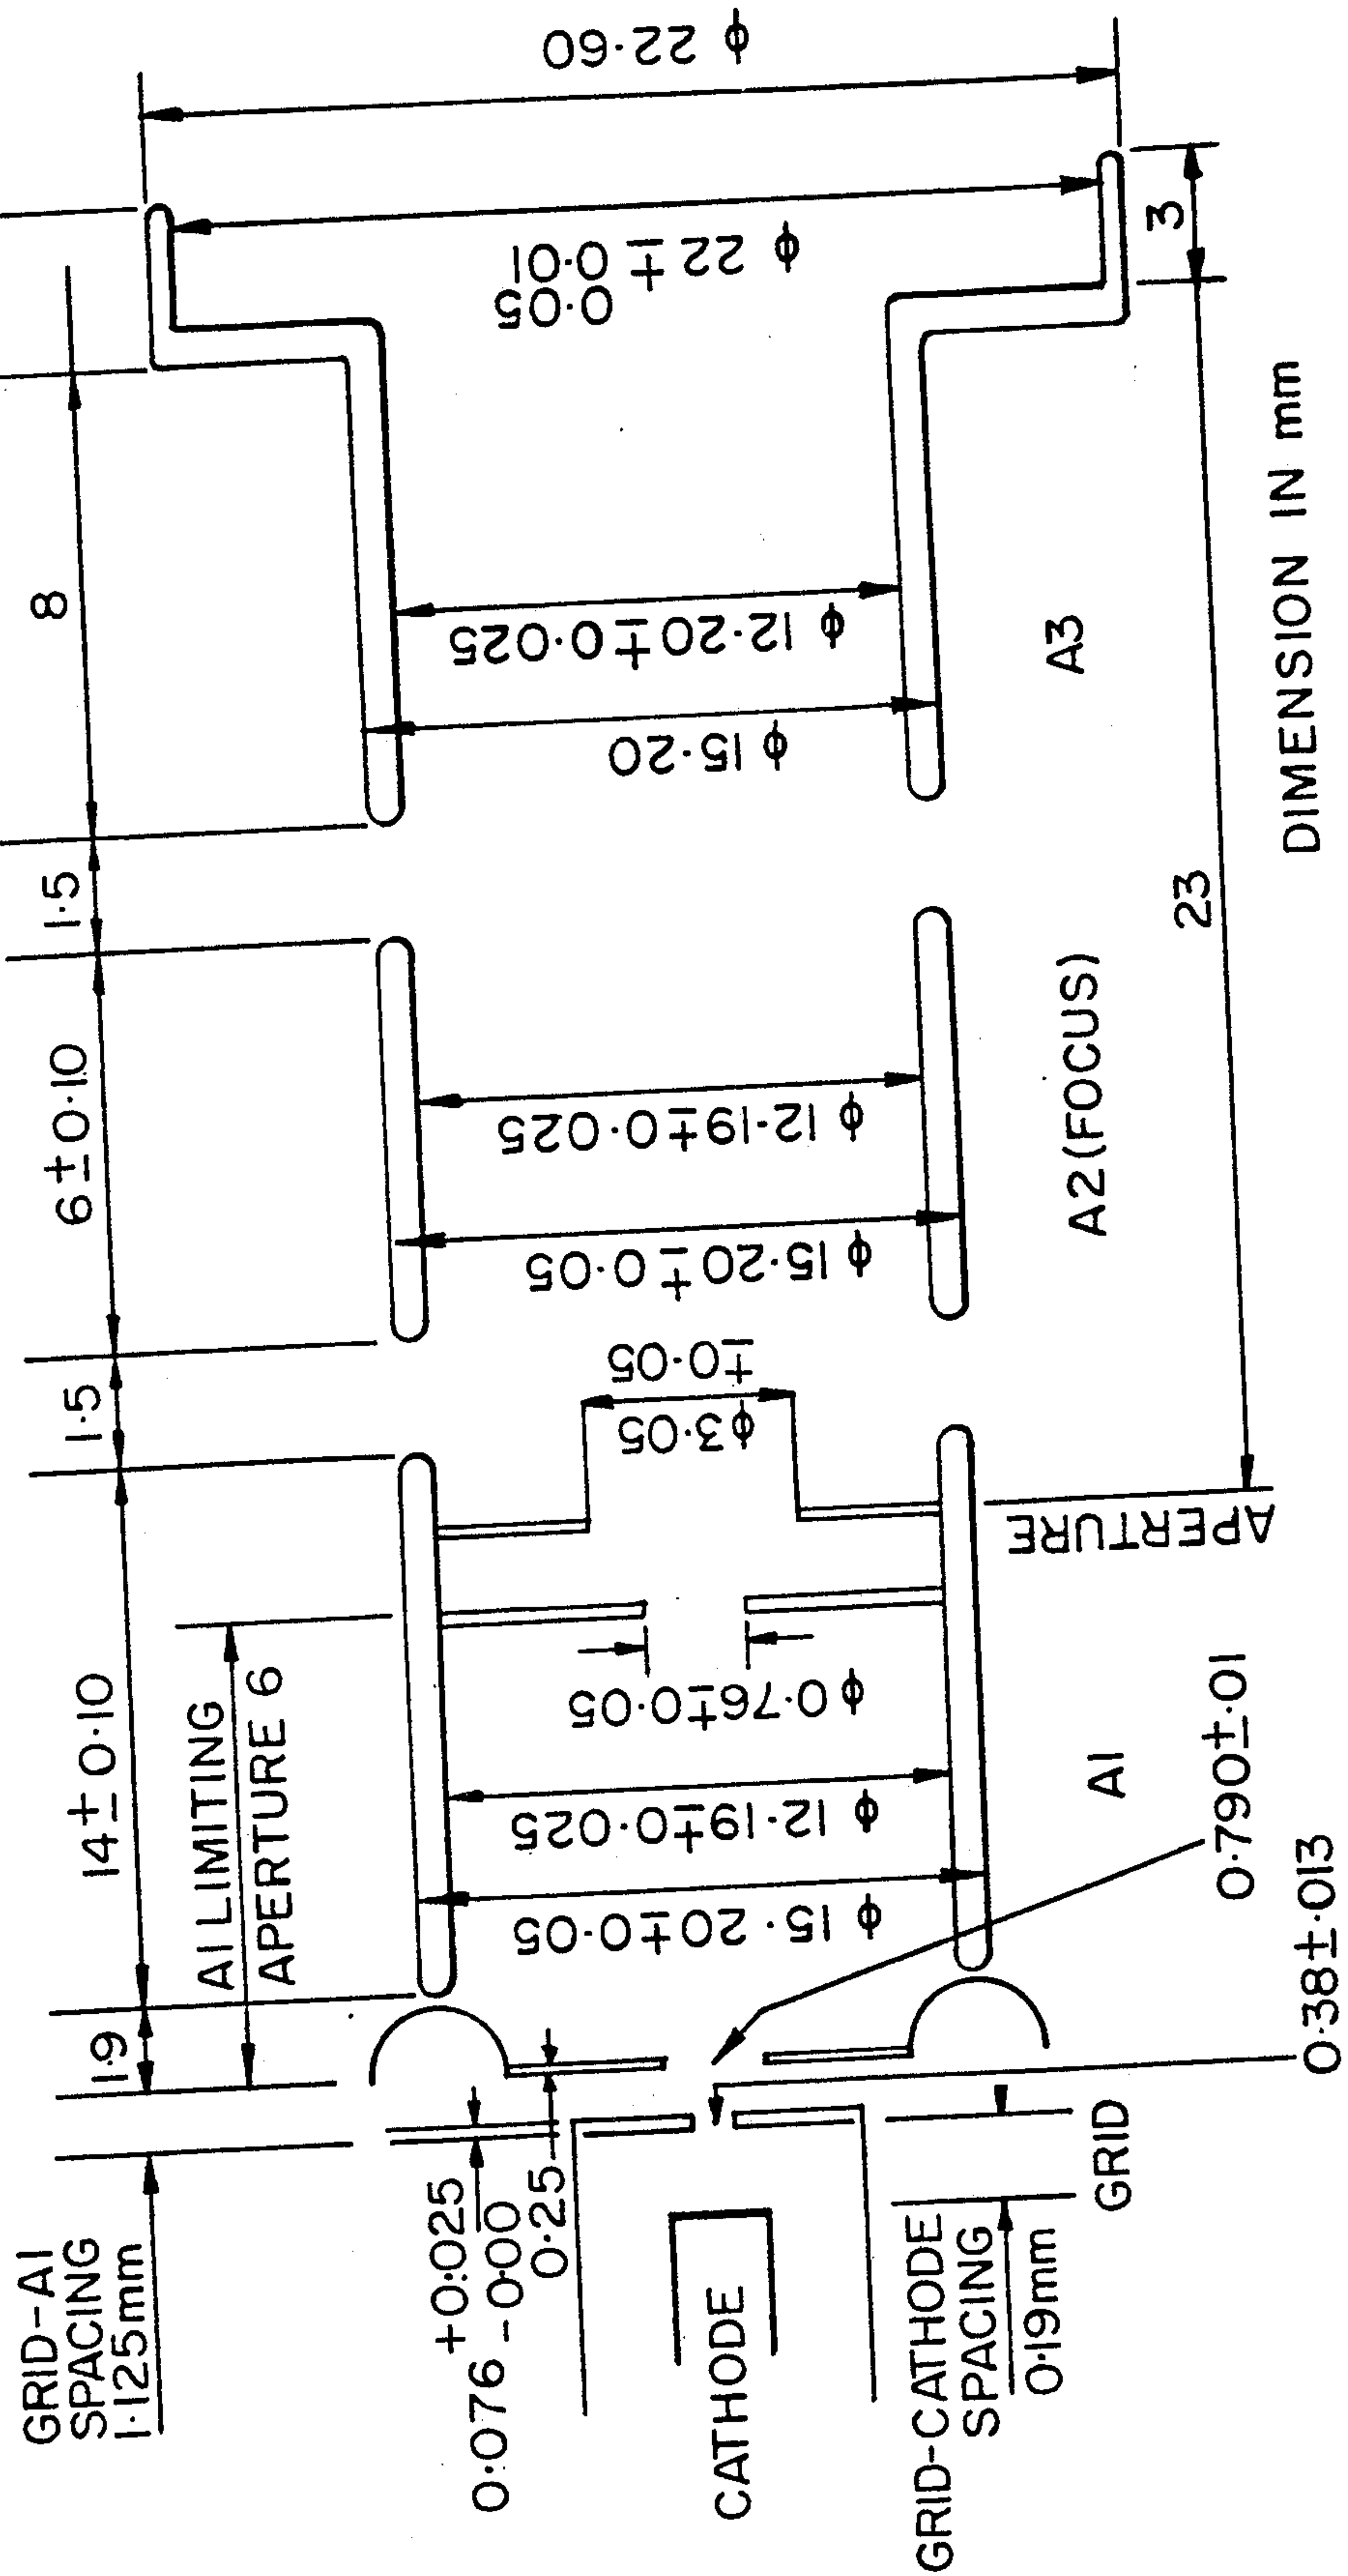 GRID-A1
SPACING
1·125mm
1·9
14±0·10
1·5
6±0·10
1·5
8
A1 LIMITING
APERTURE 6
+0·025
0·076 -0·00
0·25
ϕ 15·20±0·05
ϕ 12·19±0·025
ϕ 0·76±0·05
ϕ3·05
±0·05
ϕ 15·20±0·05
ϕ 12·19±0·025
ϕ 15·20
ϕ 12·20±0·025
0·05
ϕ 22±0·01
ϕ 22·60
CATHODE
GRID-CATHODE
SPACING
0·19mm
GRID
A1
APERTURE
A2(FOCUS)
A3
0·790±·01
0·38±·013
23
3
DIMENSION IN mm